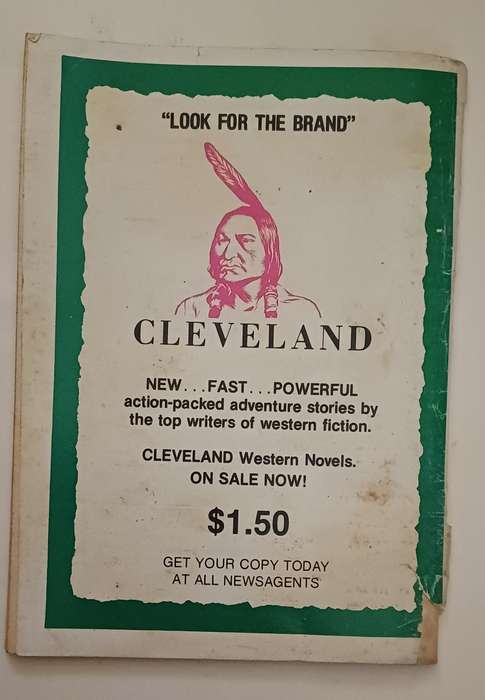 "LOOK FOR THE BRAND"
CLEVELAND
NEW...FAST...POWERFUL
action-packed adventure stories by
the top writers of western fiction.
CLEVELAND Western Novels.
ON SALE NOW!
$1.50
GET YOUR COPY TODAY
AT ALL NEWSAGENTS